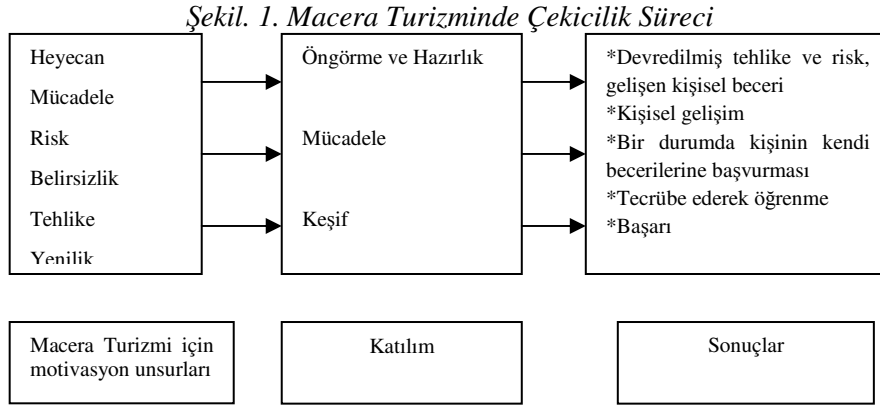 Şekil. 1. Macera Turizminde Çekicilik Süreci
Heyecan
Mücadele
Risk
Belirsizlik
Tehlike
Yenilik
Öngörme ve Hazırlık
Mücadele
Keşif
*Devredilmiş tehlike ve risk,
gelişen kişisel beceri
*Kişisel gelişim
*Bir durumda kişinin kendi
becerilerine başvurması
*Tecrübe ederek öğrenme
*Başarı
Macera Turizmi için
motivasyon unsurları
Katılım
Sonuçlar